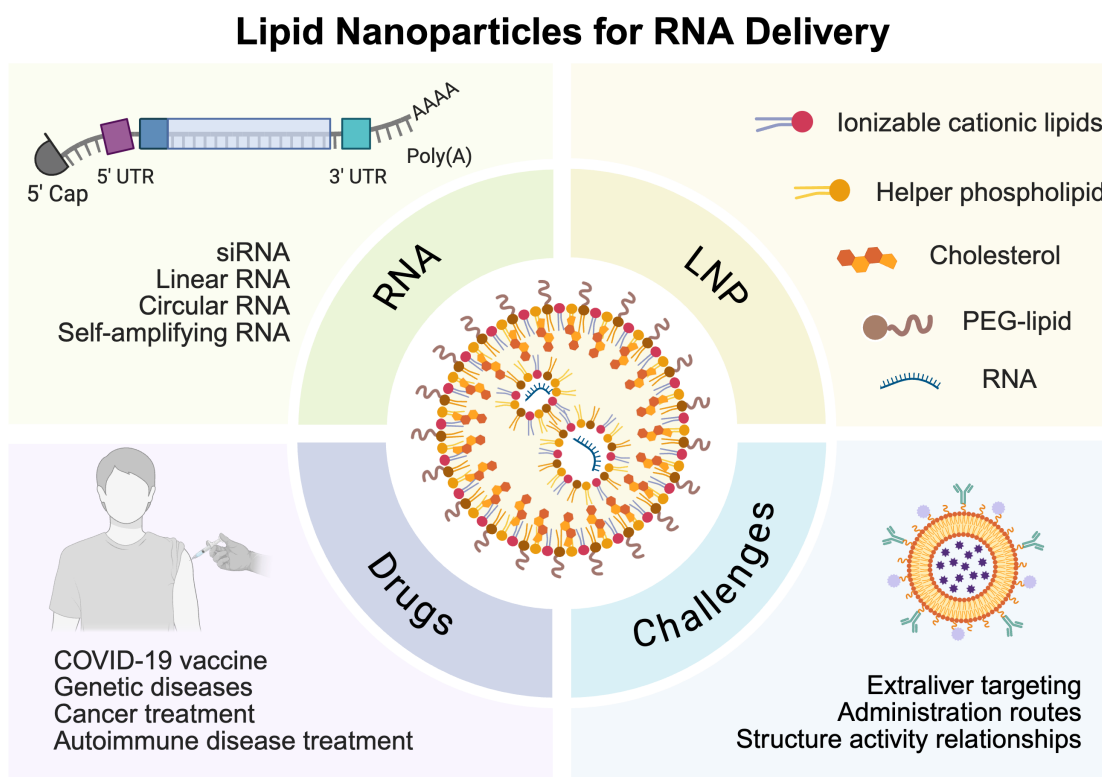 Lipid Nanoparticles for RNA Delivery
AAAA
Poly(A)
5' Cap
5' UTR
3' UTR
siRNA
Linear RNA
Circular RNA
Self-amplifying RNA
RNA
LNP
Ionizable cationic lipids
Helper phospholipid
Cholesterol
PEG-lipid
RNA
Drugs
COVID-19 vaccine
Genetic diseases
Cancer treatment
Autoimmune disease treatment
Challenges
Extraliver targeting
Administration routes
Structure activity relationships